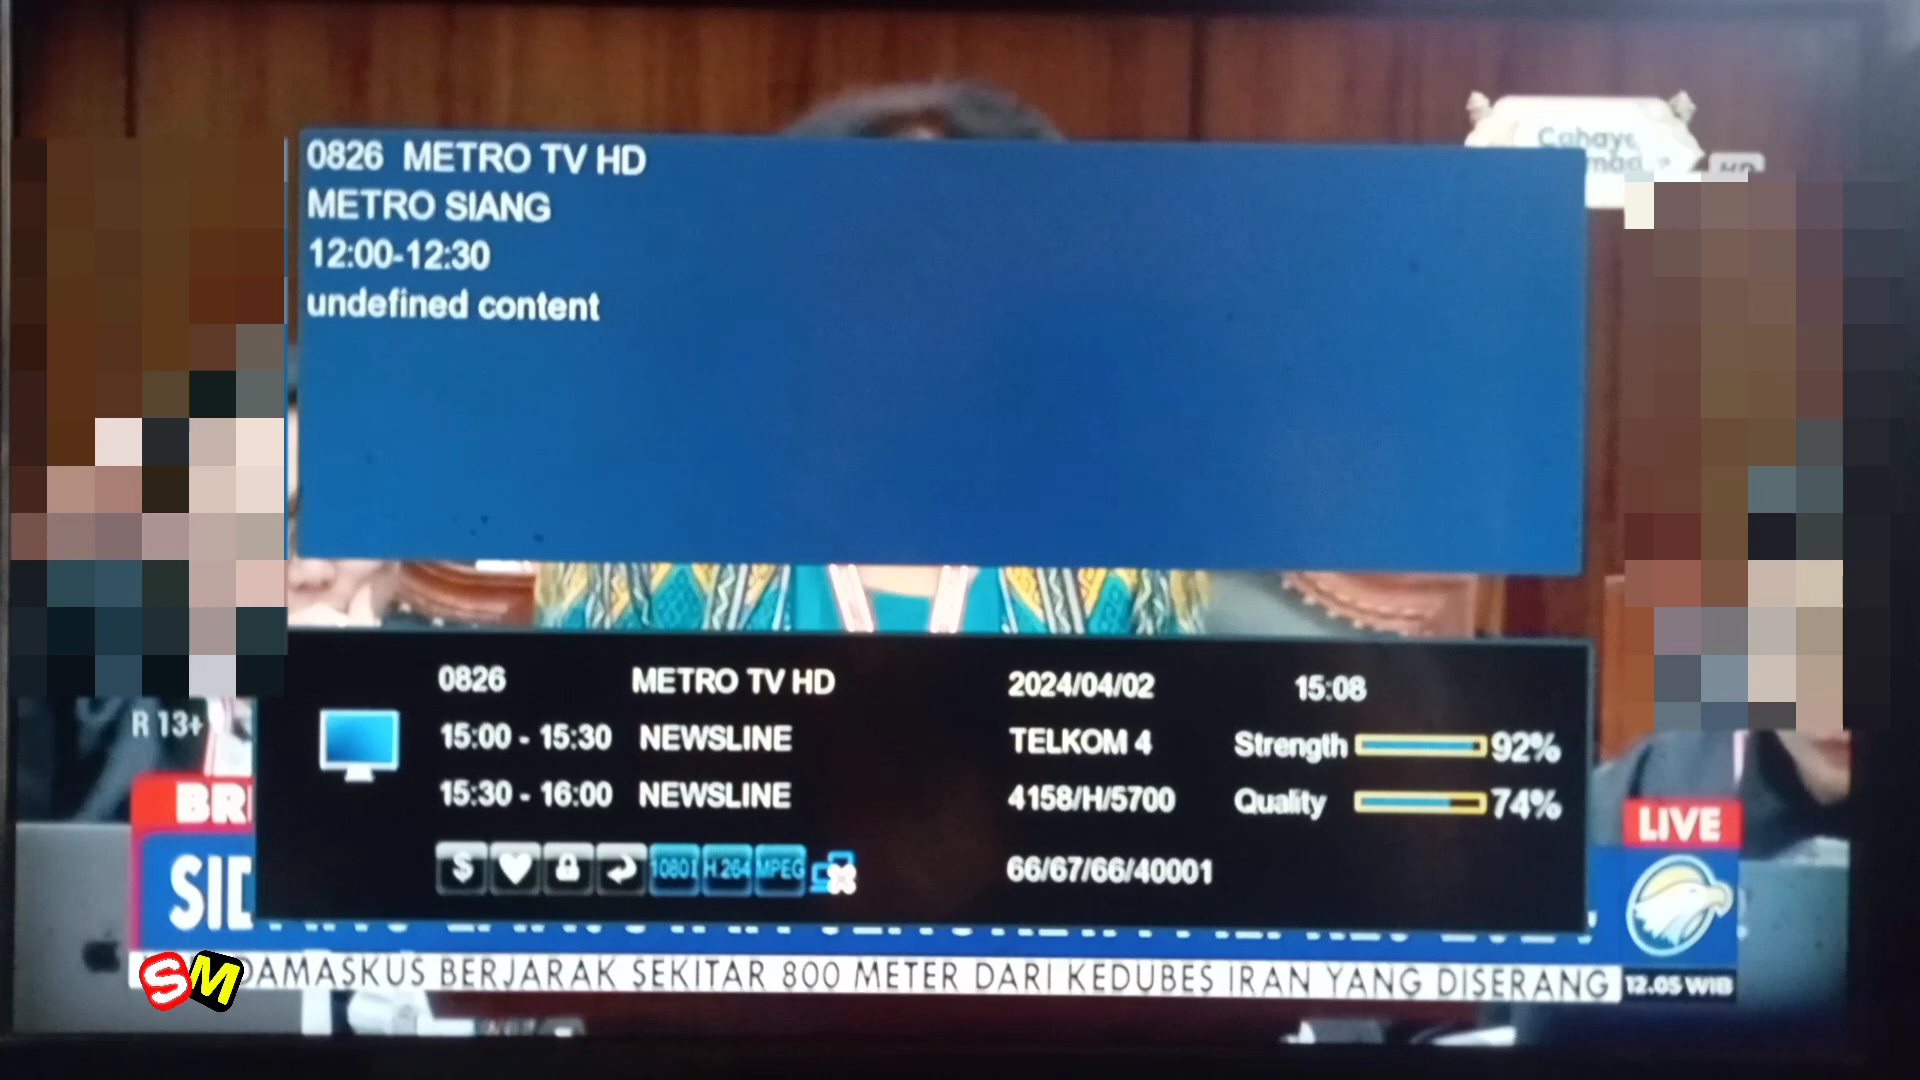 0826 METRO TV HD
METRO SIANG
12:00-12:30
undefined content
HD
R 13+
0826 METRO TV HD 2024/04/02 15:08
15:00 - 15:30 NEWSLINE TELKOM 4 Strength 92%
15:30 - 16:00 NEWSLINE 4158/H/5700 Quality 74%
$ 1080I H.264 MPEG 66/67/66/40001
LIVE
SM
DAMASKUS BERJARAK SEKITAR 800 METER DARI KEDUBES IRAN YANG DISERANG
12.05 WIB